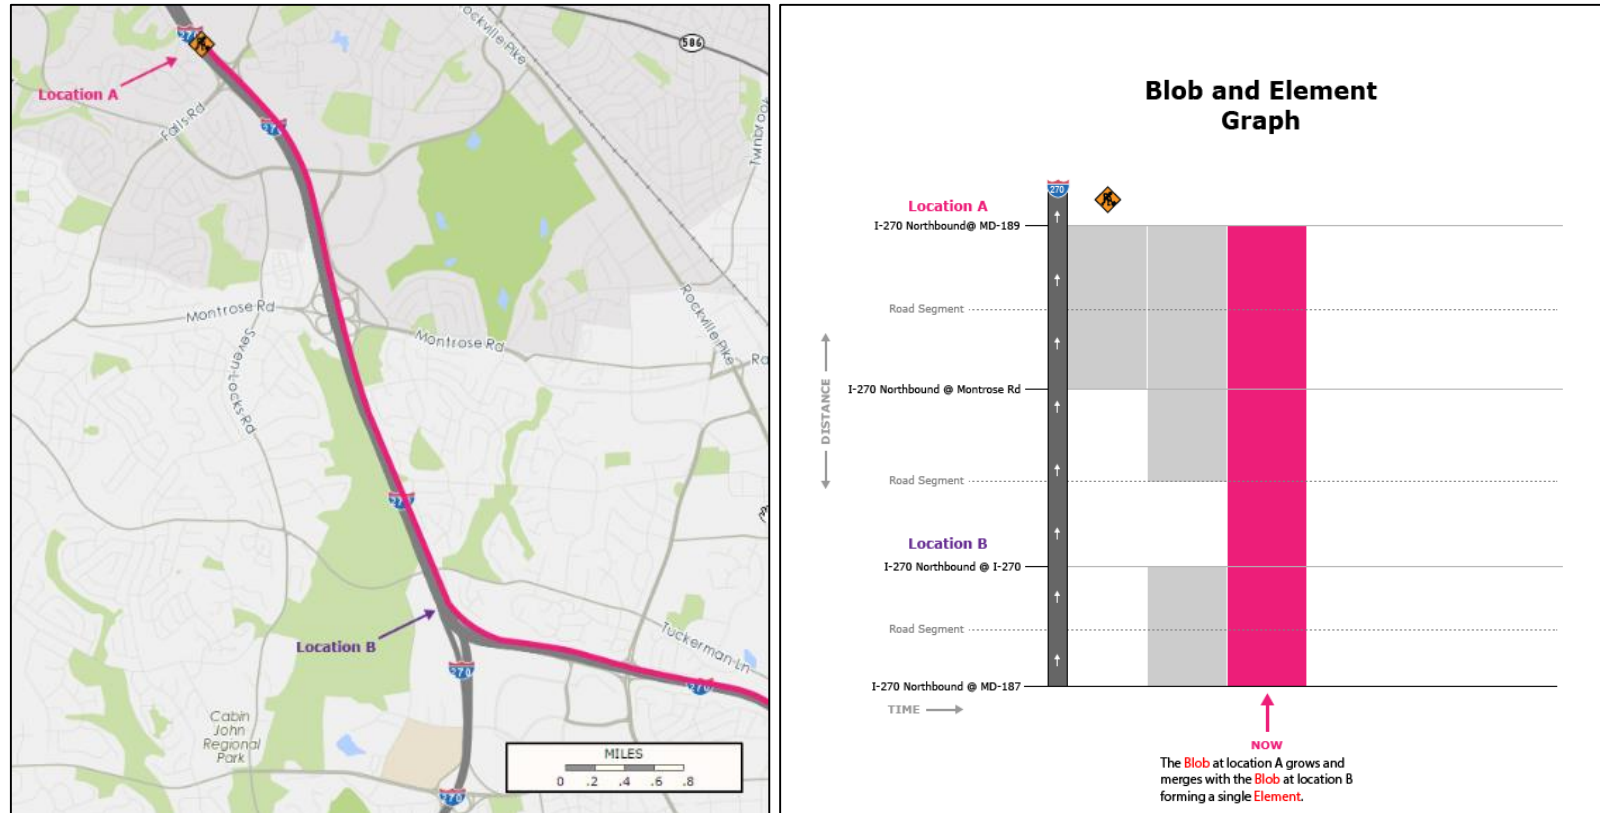 270
586
Rockville Pike
Location A
Falls Rd
270
Twinbrook
Montrose Rd
Montrose Rd
Seven Locks Rd
Rockville Pike
Ro
270
Tuckerman Ln
Location B
270
270
Cabin
John
Regional
Park
MILES
0 .2 .4 .6 .8
270
Blob and Element
Graph
270
Location A
I-270 Northbound@ MD-189
Road Segment
DISTANCE
I-270 Northbound @ Montrose Rd
Road Segment
Location B
I-270 Northbound @ I-270
Road Segment
I-270 Northbound @ MD-187
TIME
NOW
The Blob at location A grows and
merges with the Blob at location B
forming a single Element.